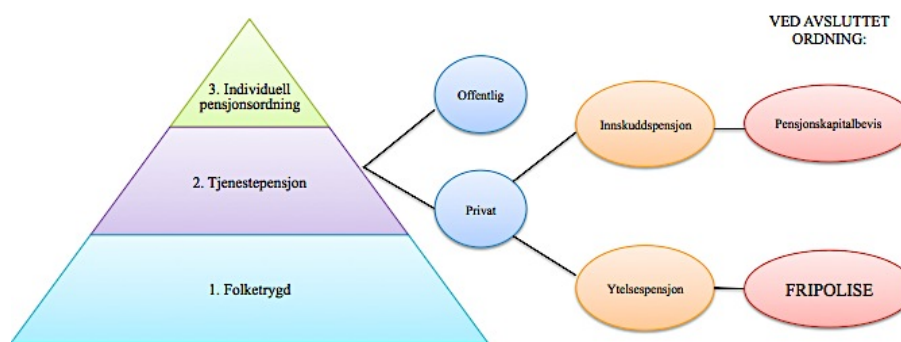 VED AVSLUTTET
ORDNING:
3. Individuell
pensjonsordning
Offentlig
Innskuddspensjon
Pensjonskapitalbevis
2. Tjenestepensjon
Privat
1. Folketrygd
Ytelsespensjon
FRIPOLISE